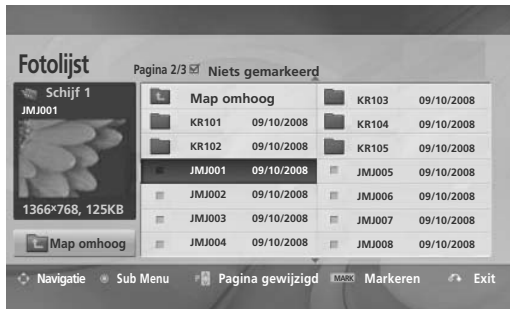 Fotolijst
Pagina 2/3 Niets gemarkeerd
Schijf 1
JMJ001
1366x768, 125KB
Map omhoog
Map omhoog
KR101 09/10/2008
KR102 09/10/2008
JMJ001 09/10/2008
JMJ002 09/10/2008
JMJ003 09/10/2008
JMJ004 09/10/2008
KR103 09/10/2008
KR104 09/10/2008
KR105 09/10/2008
JMJ005 09/10/2008
JMJ006 09/10/2008
JMJ007 09/10/2008
JMJ008 09/10/2008
Navigatie Sub Menu P Pagina gewijzigd MARK Markeren Exit